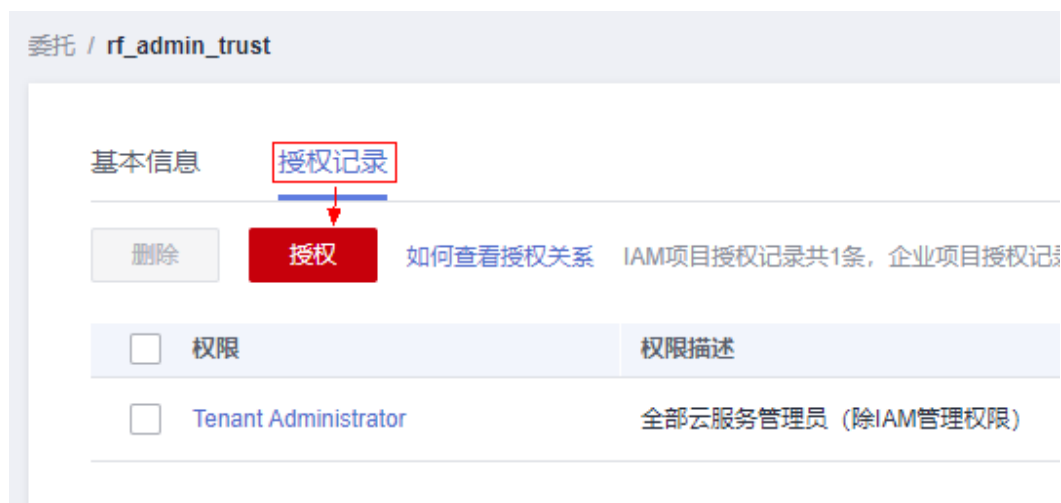 委托 / rf_admin_trust
基本信息 授权记录
删除 授权 如何查看授权关系 IAM项目授权记录共1条，企业项目授权记
权限 权限描述
Tenant Administrator 全部云服务管理员（除IAM管理权限）